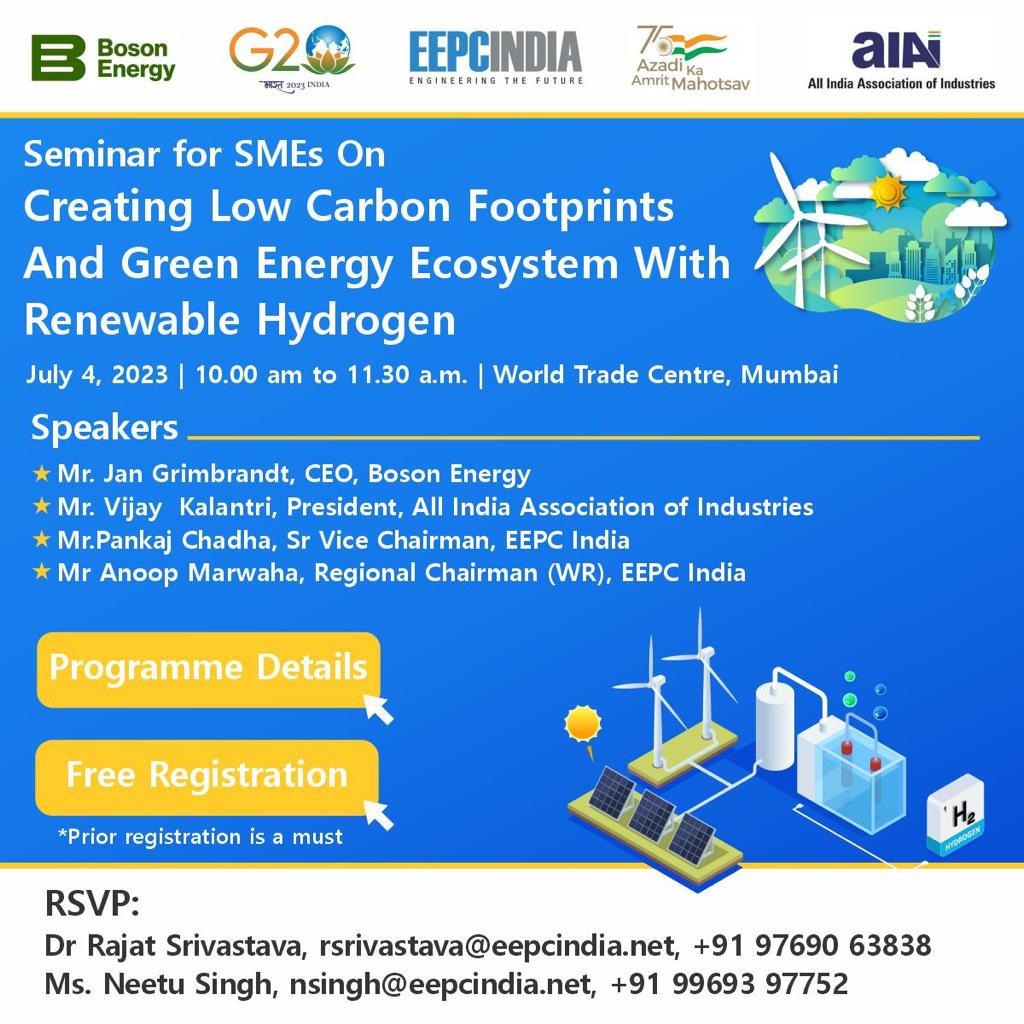 Boson
Energy
G20
भारत 2023 INDIA
EEPCINDIA
ENGINEERING THE FUTURE
75
Azadi
Ka
Amrit Mahotsav
aiai
All India Association of Industries
Seminar for SMEs On
Creating Low Carbon Footprints
And Green Energy Ecosystem With
Renewable Hydrogen
July 4, 2023 | 10.00 am to 11.30 a.m. | World Trade Centre, Mumbai
Speakers
Mr. Jan Grimbrandt, CEO, Boson Energy
Mr. Vijay  Kalantri, President, All India Association of Industries
Mr.Pankaj Chadha, Sr Vice Chairman, EEPC India
Mr Anoop Marwaha, Regional Chairman (WR), EEPC India
Programme Details
Free Registration
*Prior registration is a must
H₂
HYDROGEN
RSVP:
Dr Rajat Srivastava, rsrivastava@eepcindia.net, +91 97690 63838
Ms. Neetu Singh, nsingh@eepcindia.net, +91 99693 97752